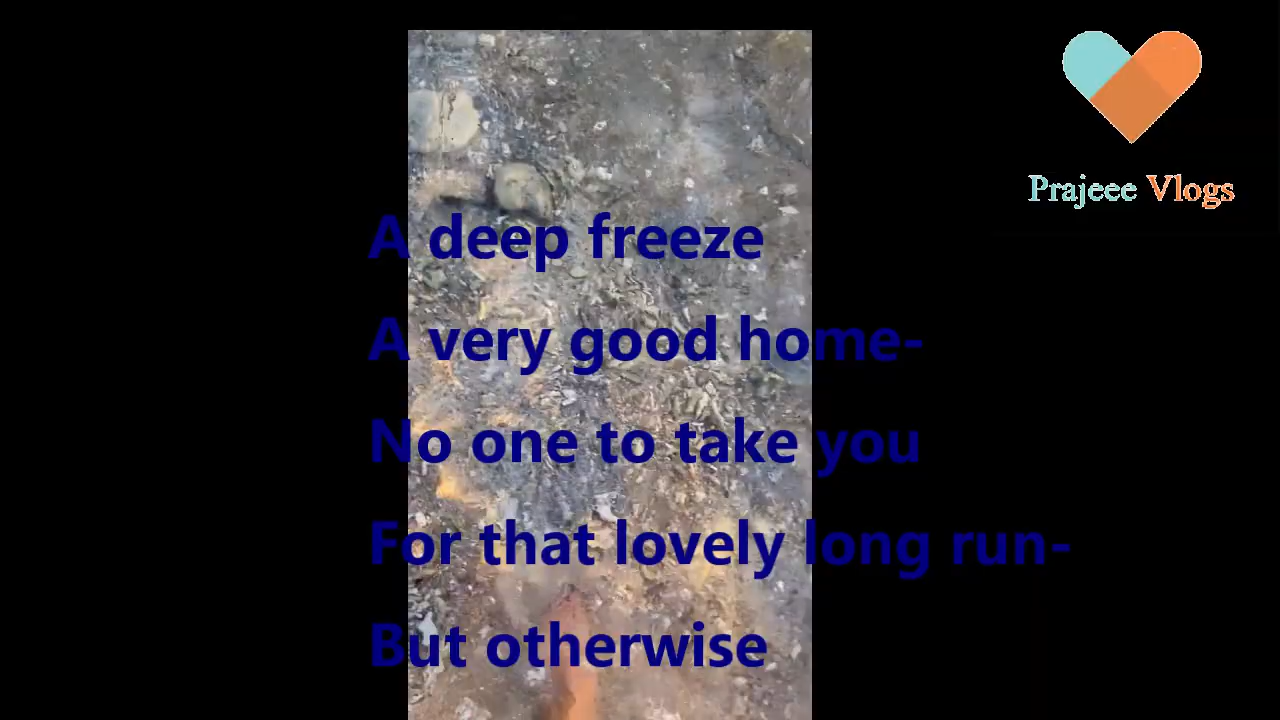 Prajeee Vlogs
A deep freeze
A very good home-
No one to take you
For that lovely long run-
But otherwise